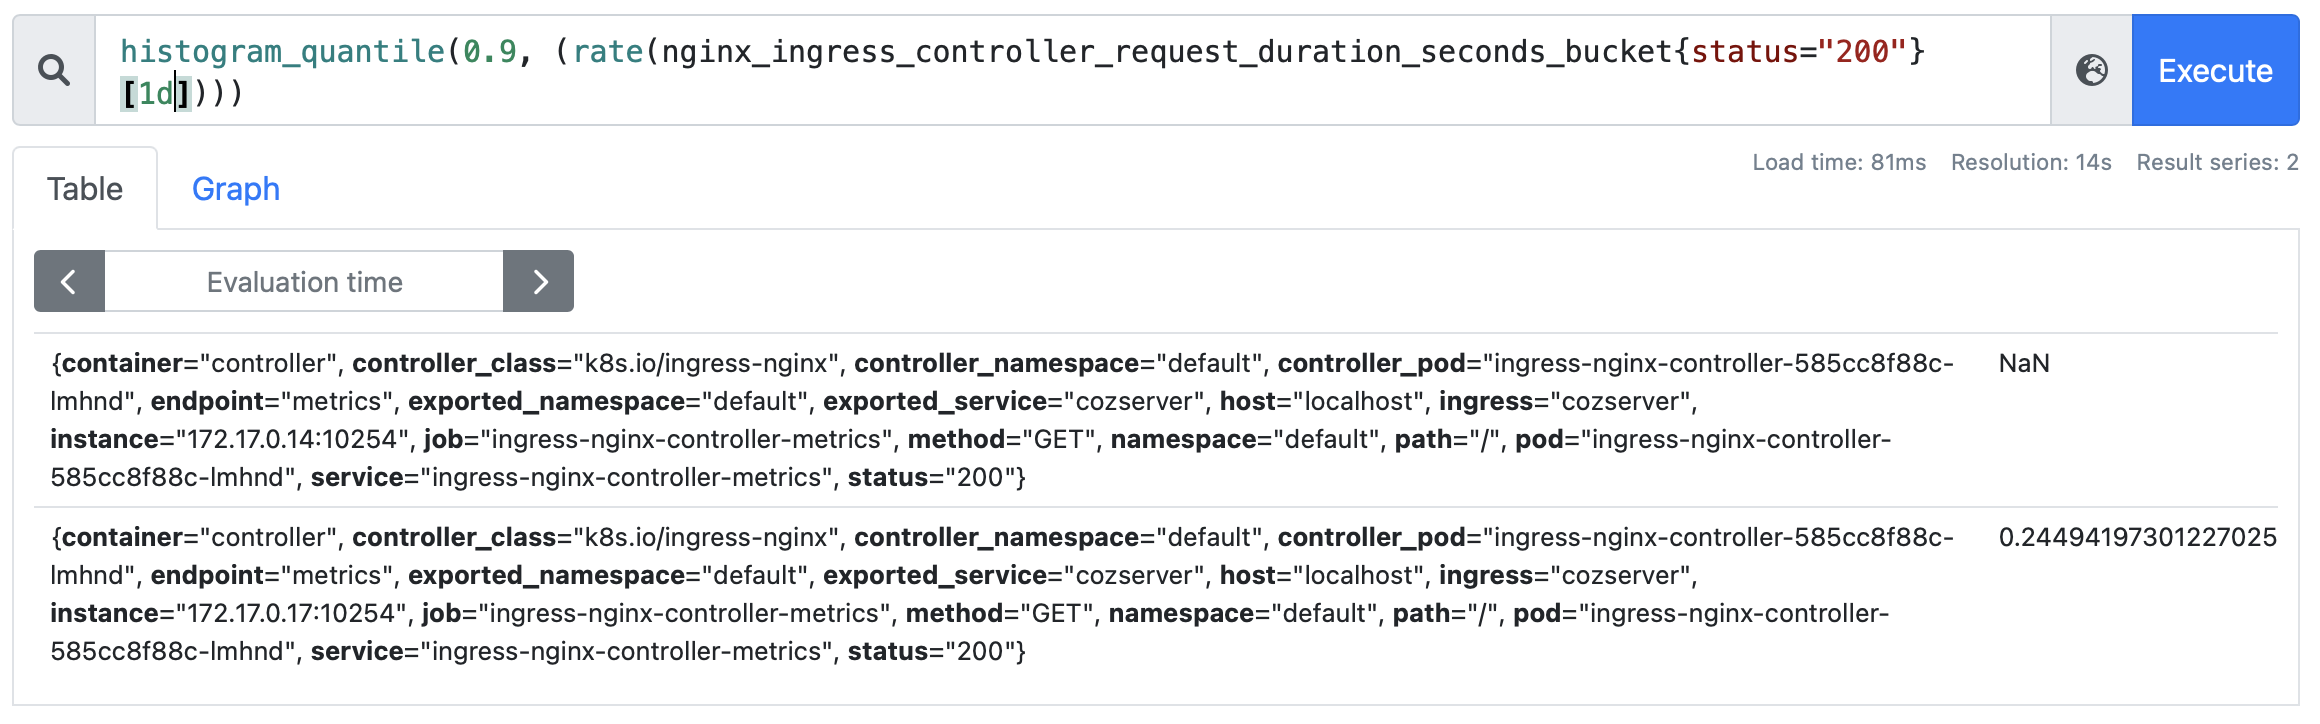 histogram_quantile(0.9, (rate(nginx_ingress_controller_request_duration_seconds_bucket{status="200"}
[1d])))
Execute
Load time: 81ms Resolution: 14s Result series: 2
Table Graph
Evaluation time
{container="controller", controller_class="k8s.io/ingress-nginx", controller_namespace="default", controller_pod="ingress-nginx-controller-585cc8f88c-
lmhnd", endpoint="metrics", exported_namespace="default", exported_service="cozserver", host="localhost", ingress="cozserver",
instance="172.17.0.14:10254", job="ingress-nginx-controller-metrics", method="GET", namespace="default", path="/", pod="ingress-nginx-controller-
585cc8f88c-lmhnd", service="ingress-nginx-controller-metrics", status="200"}
NaN
{container="controller", controller_class="k8s.io/ingress-nginx", controller_namespace="default", controller_pod="ingress-nginx-controller-585cc8f88c-
lmhnd", endpoint="metrics", exported_namespace="default", exported_service="cozserver", host="localhost", ingress="cozserver",
instance="172.17.0.17:10254", job="ingress-nginx-controller-metrics", method="GET", namespace="default", path="/", pod="ingress-nginx-controller-
585cc8f88c-lmhnd", service="ingress-nginx-controller-metrics", status="200"}
0.24494197301227025